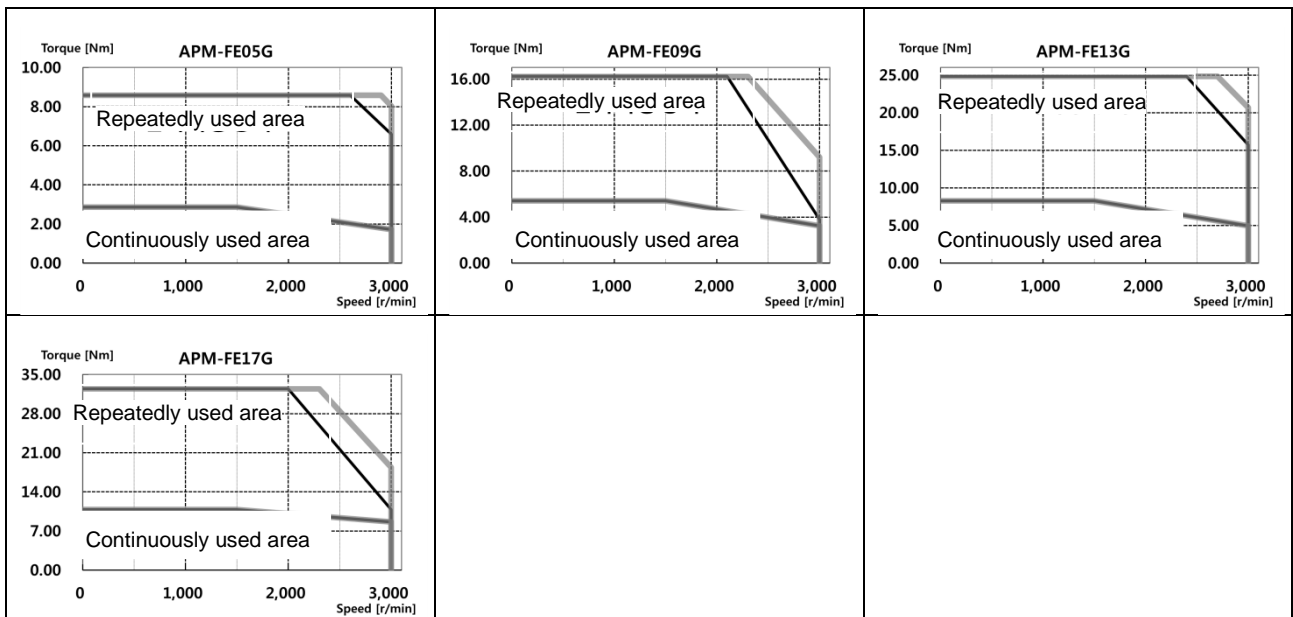 Torque [Nm] APM-FE05G
10.00
8.00
Repeatedly used area
6.00
4.00
2.00
Continuously used area
0.00
0 1,000 2,000 3,000
Speed [r/min]
Torque [Nm] APM-FE09G
16.00
Repeatedly used area
12.00
8.00
4.00
Continuously used area
0.00
0 1,000 2,000 3,000
Speed [r/min]
Torque [Nm] APM-FE13G
25.00
Repeatedly used area
20.00
15.00
10.00
5.00
Continuously used area
0.00
0 1,000 2,000 3,000
Speed [r/min]
Torque [Nm] APM-FE17G
35.00
28.00 Repeatedly used area
21.00
14.00
7.00
Continuously used area
0.00
0 1,000 2,000 3,000
Speed [r/min]